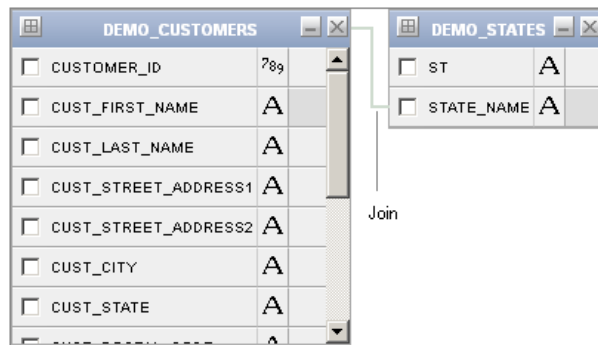 DEMO_CUSTOMERS
CUSTOMER_ID 789
CUST_FIRST_NAME A
CUST_LAST_NAME A
CUST_STREET_ADDRESS1 A
CUST_STREET_ADDRESS2 A
CUST_CITY A
CUST_STATE A
DEMO_STATES
ST A
STATE_NAME A
Join